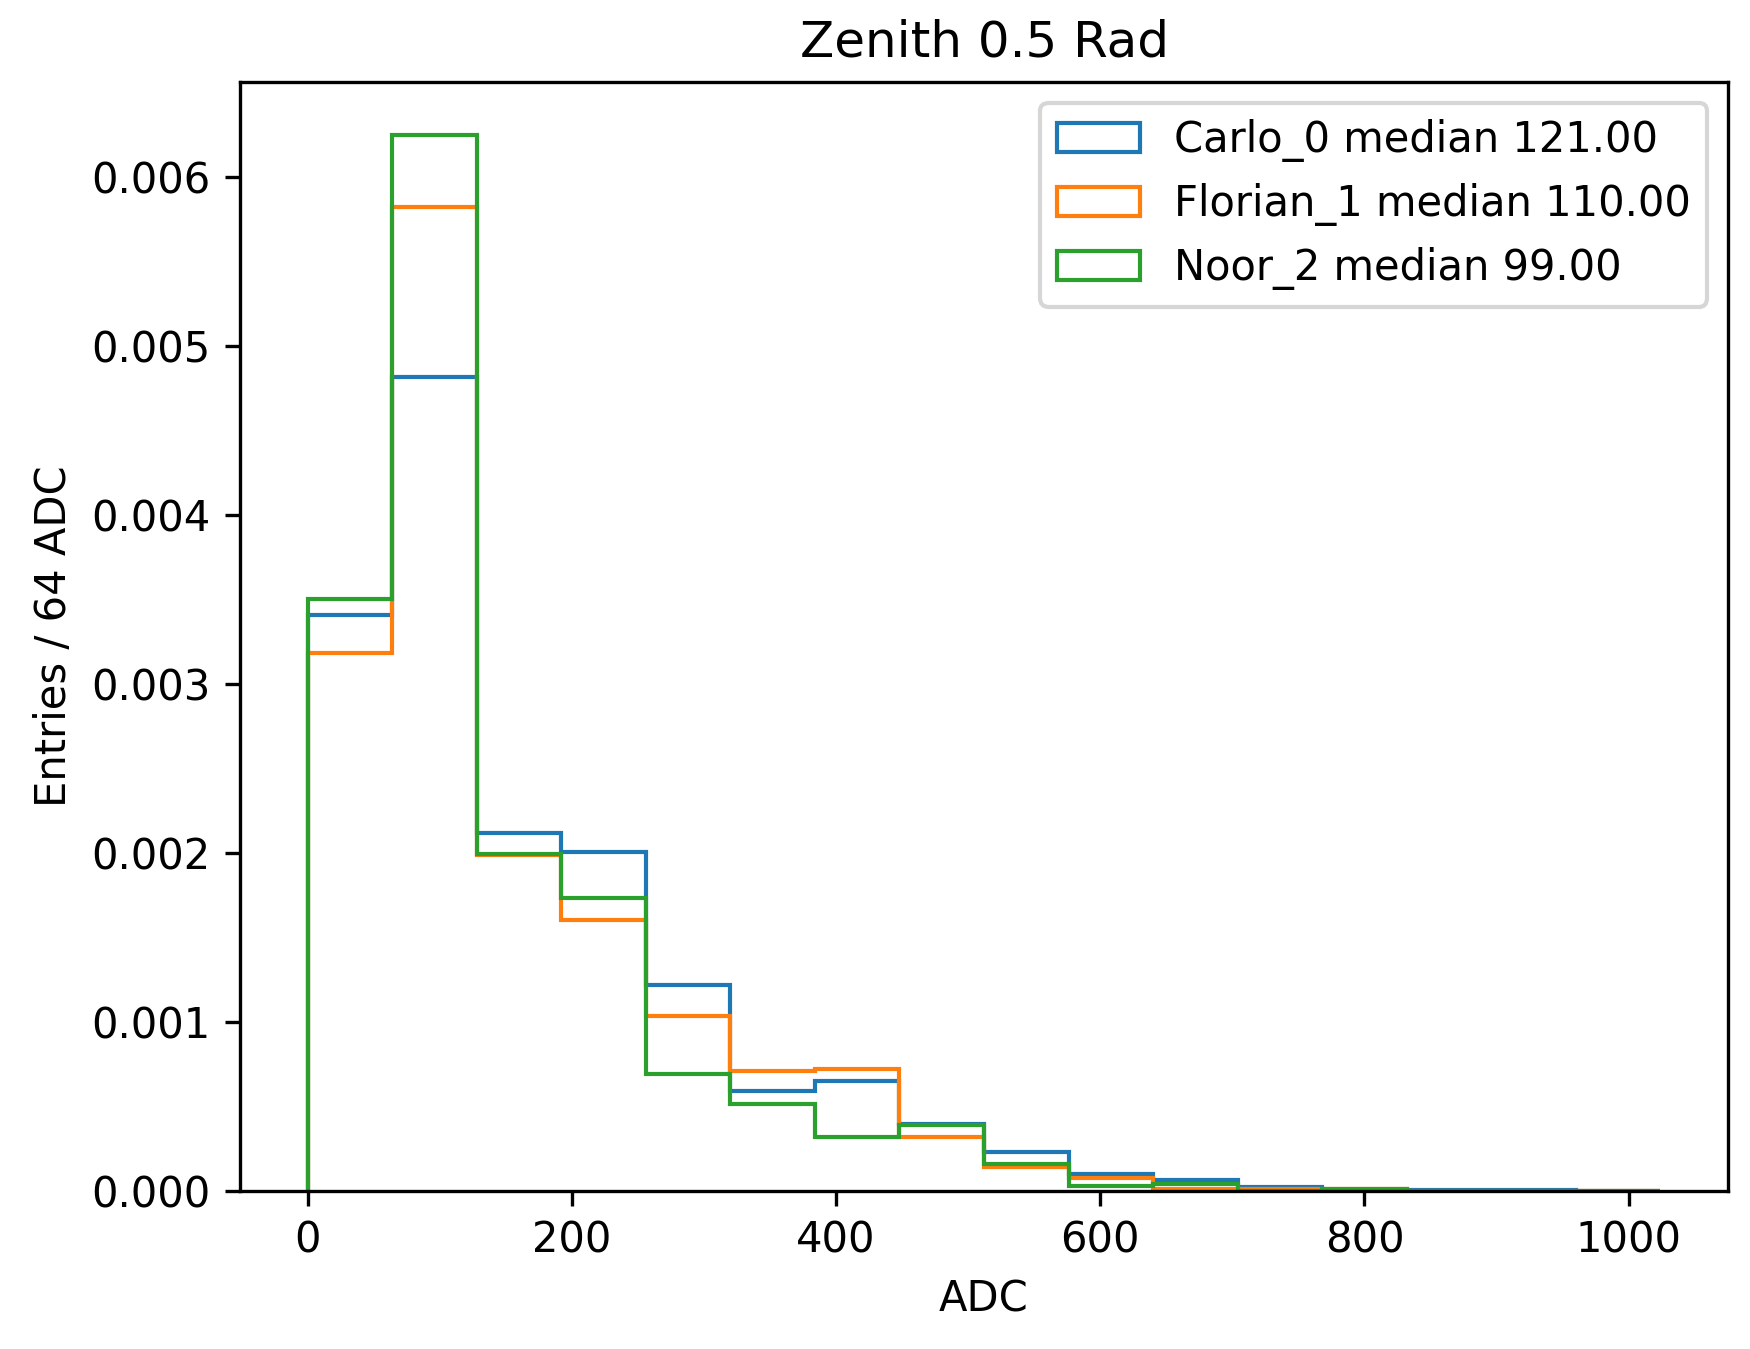 Zenith 0.5 Rad
Carlo_0 median 121.00
Florian_1 median 110.00
Noor_2 median 99.00
Entries / 64 ADC
0.006
0.005
0.004
0.003
0.002
0.001
0.000
0 200 400 600 800 1000
ADC